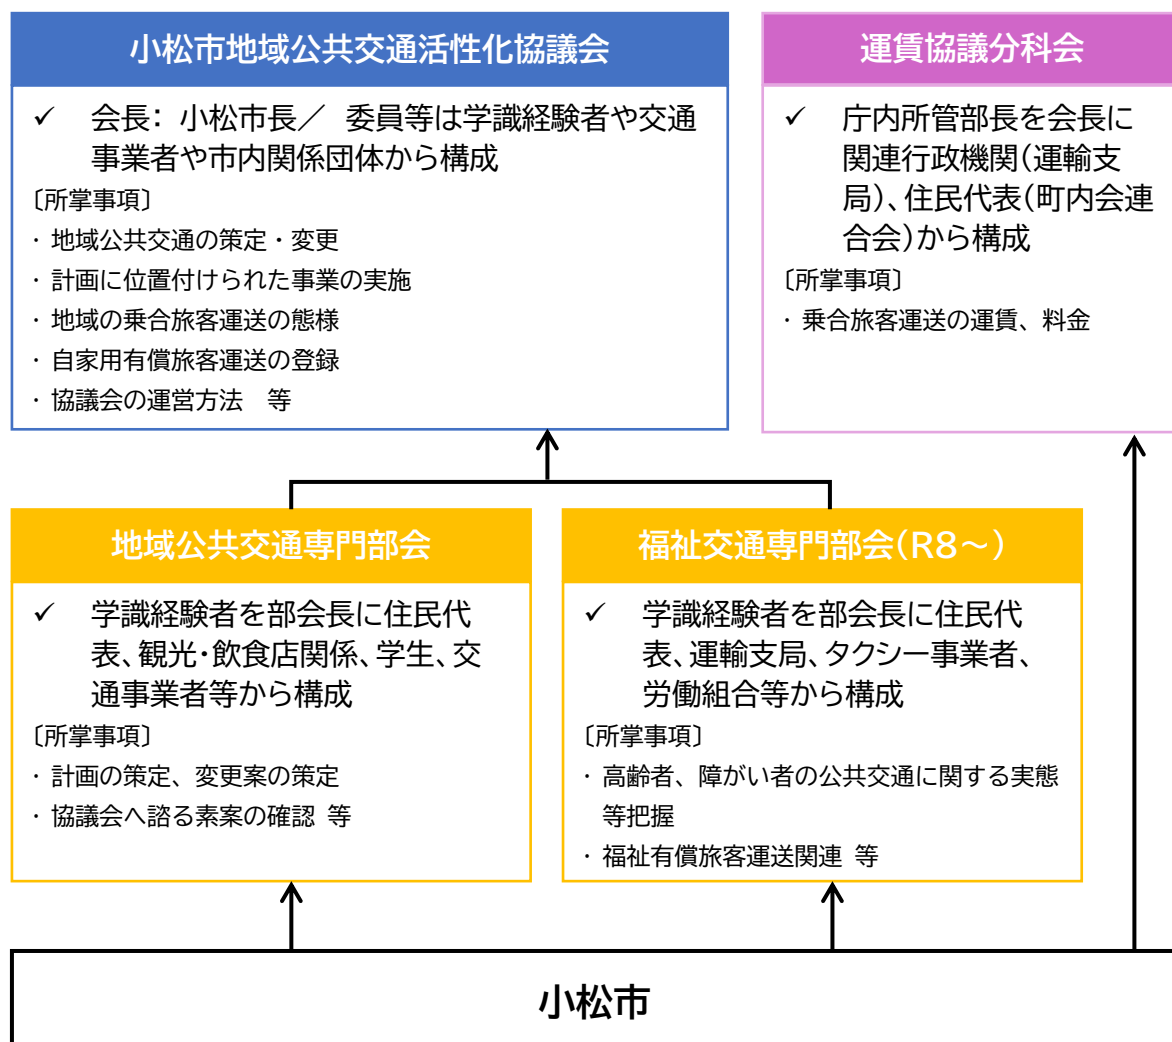 小松市地域公共交通活性化協議会
✓ 会長： 小松市長／ 委員等は学識経験者や交通
事業者や市内関係団体から構成
〔所掌事項〕
・地域公共交通の策定・変更
・計画に位置付けられた事業の実施
・地域の乗合旅客運送の態様
・自家用有償旅客運送の登録
・協議会の運営方法　等
運賃協議分科会
✓ 庁内所管部長を会長に
関連行政機関（運輸支
局）、住民代表（町内会連
合会）から構成
〔所掌事項〕
・乗合旅客運送の運賃、料金
地域公共交通専門部会
✓ 学識経験者を部会長に住民代
表、観光・飲食店関係、学生、交
通事業者等から構成
〔所掌事項〕
・計画の策定、変更案の策定
・協議会へ諮る素案の確認 等
福祉交通専門部会（R8～）
✓ 学識経験者を部会長に住民代
表、運輸支局、タクシー事業者、
労働組合等から構成
〔所掌事項〕
・高齢者、障がい者の公共交通に関する実態
等把握
・福祉有償旅客運送関連 等
小松市